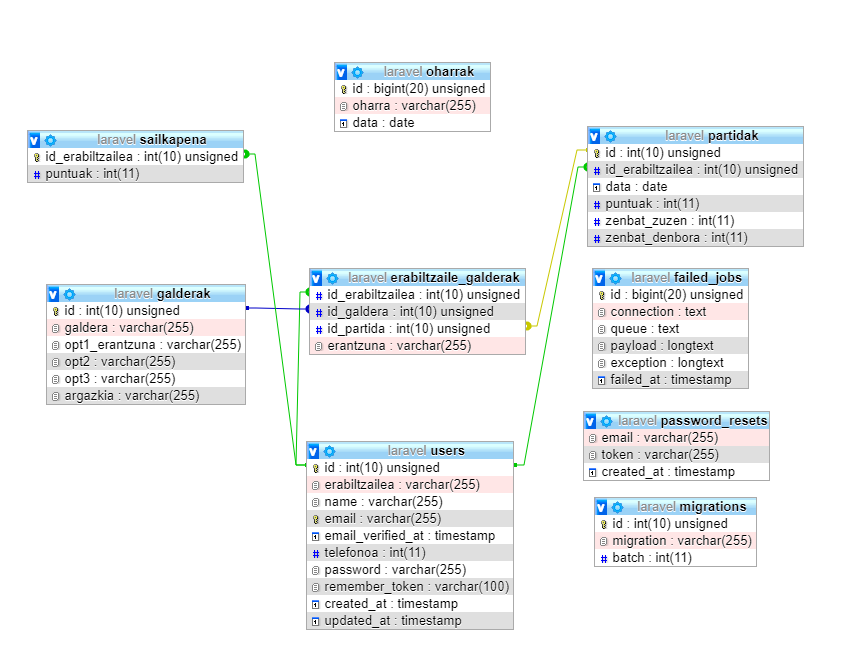 laravel oharrak
id : bigint(20) unsigned
oharra : varchar(255)
data : date
laravel sailkapena
id_erabiltzailea : int(10) unsigned
puntuak : int(11)
laravel partidak
id : int(10) unsigned
id_erabiltzailea : int(10) unsigned
data : date
puntuak : int(11)
zenbat_zuzen : int(11)
zenbat_denbora : int(11)
laravel galderak
id : int(10) unsigned
galdera : varchar(255)
opt1_erantzuna : varchar(255)
opt2 : varchar(255)
opt3 : varchar(255)
argazkia : varchar(255)
laravel erabiltzaile_galderak
id_erabiltzailea : int(10) unsigned
id_galdera : int(10) unsigned
id_partida : int(10) unsigned
erantzuna : varchar(255)
laravel failed_jobs
id : bigint(20) unsigned
connection : text
queue : text
payload : longtext
exception : longtext
failed_at : timestamp
laravel users
id : int(10) unsigned
erabiltzailea : varchar(255)
name : varchar(255)
email : varchar(255)
email_verified_at : timestamp
telefonoa : int(11)
password : varchar(255)
remember_token : varchar(100)
created_at : timestamp
updated_at : timestamp
laravel password_resets
email : varchar(255)
token : varchar(255)
created_at : timestamp
laravel migrations
id : int(10) unsigned
migration : varchar(255)
batch : int(11)